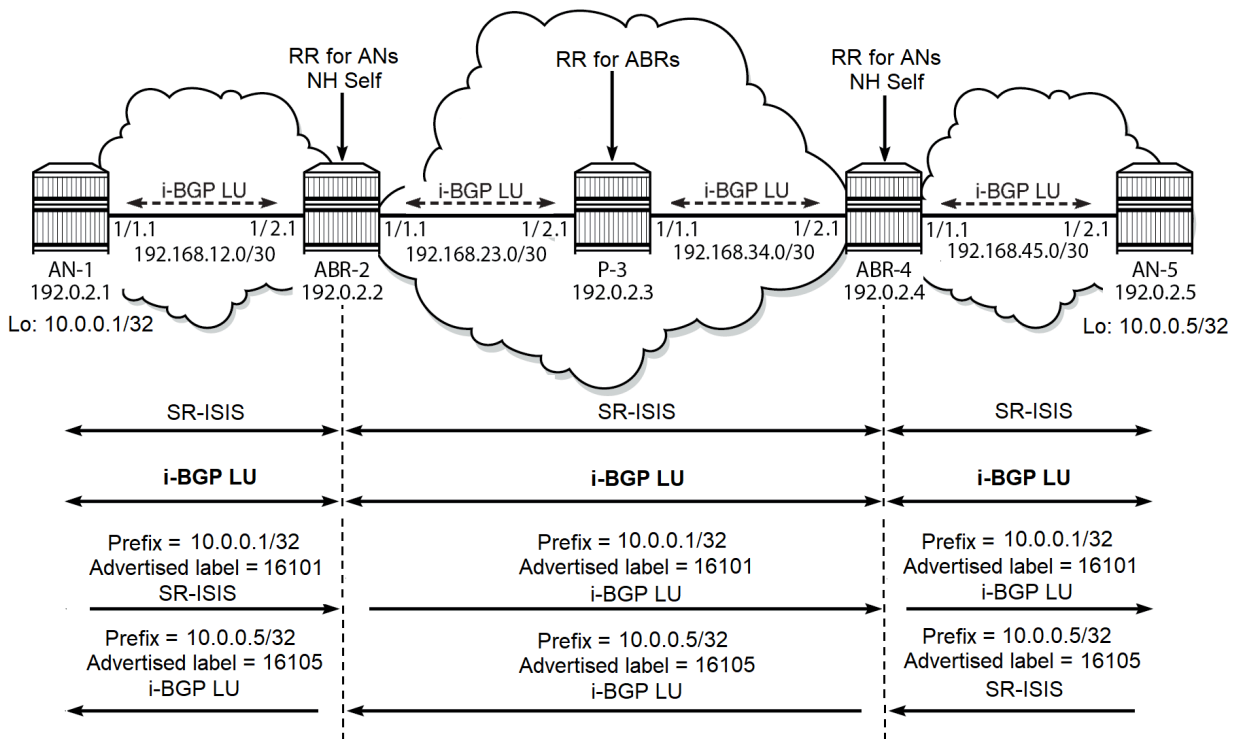 RR for ANs
NH Self
RR for ABRs
RR for ANs
NH Self
i-BGP LU
i-BGP LU
i-BGP LU
i-BGP LU
1/1.1
1/2.1
1/1.1
1/2.1
1/1.1
1/2.1
1/1.1
1/2.1
192.168.12.0/30
192.168.23.0/30
192.168.34.0/30
192.168.45.0/30
AN-1
192.0.2.1
Lo: 10.0.0.1/32
ABR-2
192.0.2.2
P-3
192.0.2.3
ABR-4
192.0.2.4
AN-5
192.0.2.5
Lo: 10.0.0.5/32
SR-ISIS
SR-ISIS
SR-ISIS
i-BGP LU
i-BGP LU
i-BGP LU
Prefix = 10.0.0.1/32
Advertised label = 16101
SR-ISIS
Prefix = 10.0.0.1/32
Advertised label = 16101
i-BGP LU
Prefix = 10.0.0.1/32
Advertised label = 16101
i-BGP LU
Prefix = 10.0.0.5/32
Advertised label = 16105
i-BGP LU
Prefix = 10.0.0.5/32
Advertised label = 16105
i-BGP LU
Prefix = 10.0.0.5/32
Advertised label = 16105
SR-ISIS